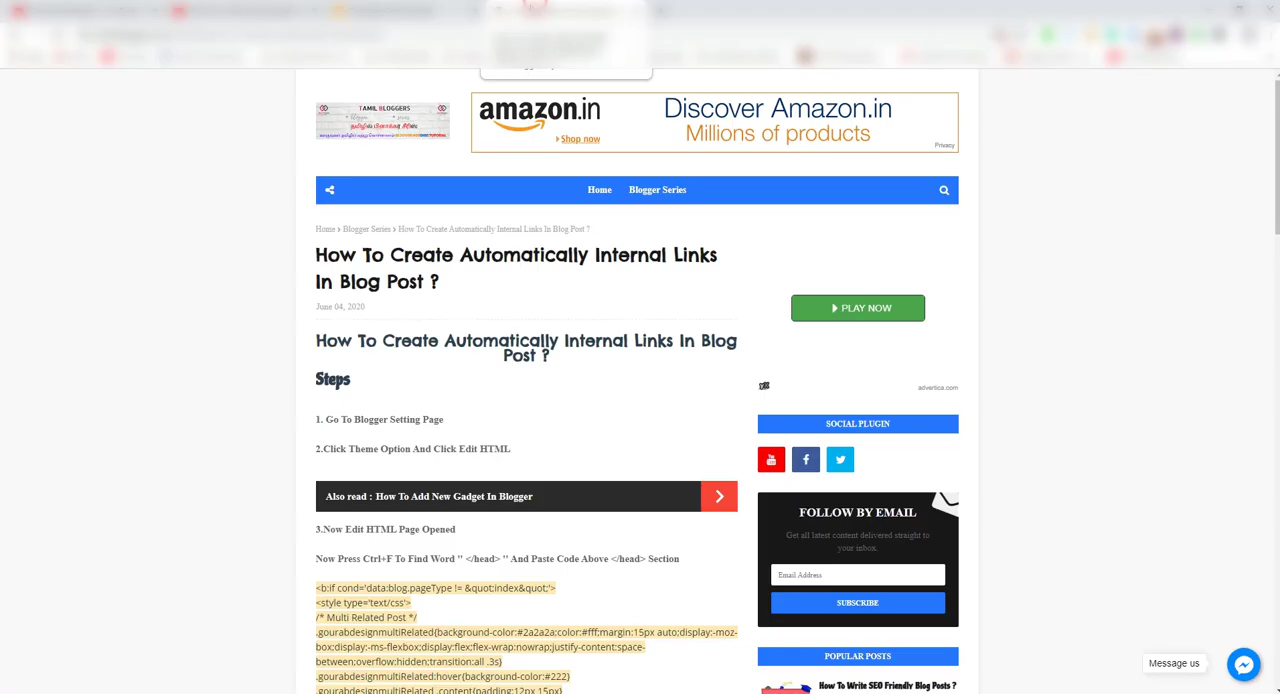 TAMIL BLOGGERS
amazon.in
Shop now
Discover Amazon.in
Millions of products
Privacy
Home
Blogger Series
Home > Blogger Series > How To Create Automatically Internal Links In Blog Post ?
How To Create Automatically Internal Links
In Blog Post ?
June 04, 2020
PLAY NOW
How To Create Automatically Internal Links In Blog
Post ?
Steps
advertica.com
1. Go To Blogger Setting Page
2.Click Theme Option And Click Edit HTML
Also read : How To Add New Gadget In Blogger
3.Now Edit HTML Page Opened
Now Press Ctrl+F To Find Word " </head> " And Paste Code Above </head> Section
<b:if cond='data:blog.pageType != &quot;index&quot;'>
<style type='text/css'>
/* Multi Related Post */
.gourabdesignmultiRelated{background-color:#2a2a2a;color:#fff;margin:15px auto;display:-moz-
box;display:-ms-flexbox;display:flex;flex-wrap:nowrap;justify-content:space-
between;overflow:hidden;transition:all .3s}
.gourabdesignmultiRelated:hover{background-color:#222}
.gourabdesignmultiRelated .content{padding:12px 15px}
SOCIAL PLUGIN
FOLLOW BY EMAIL
Get all latest content delivered straight to
your inbox.
Email Address
SUBSCRIBE
POPULAR POSTS
How To Write SEO Friendly Blog Posts ?
Message us